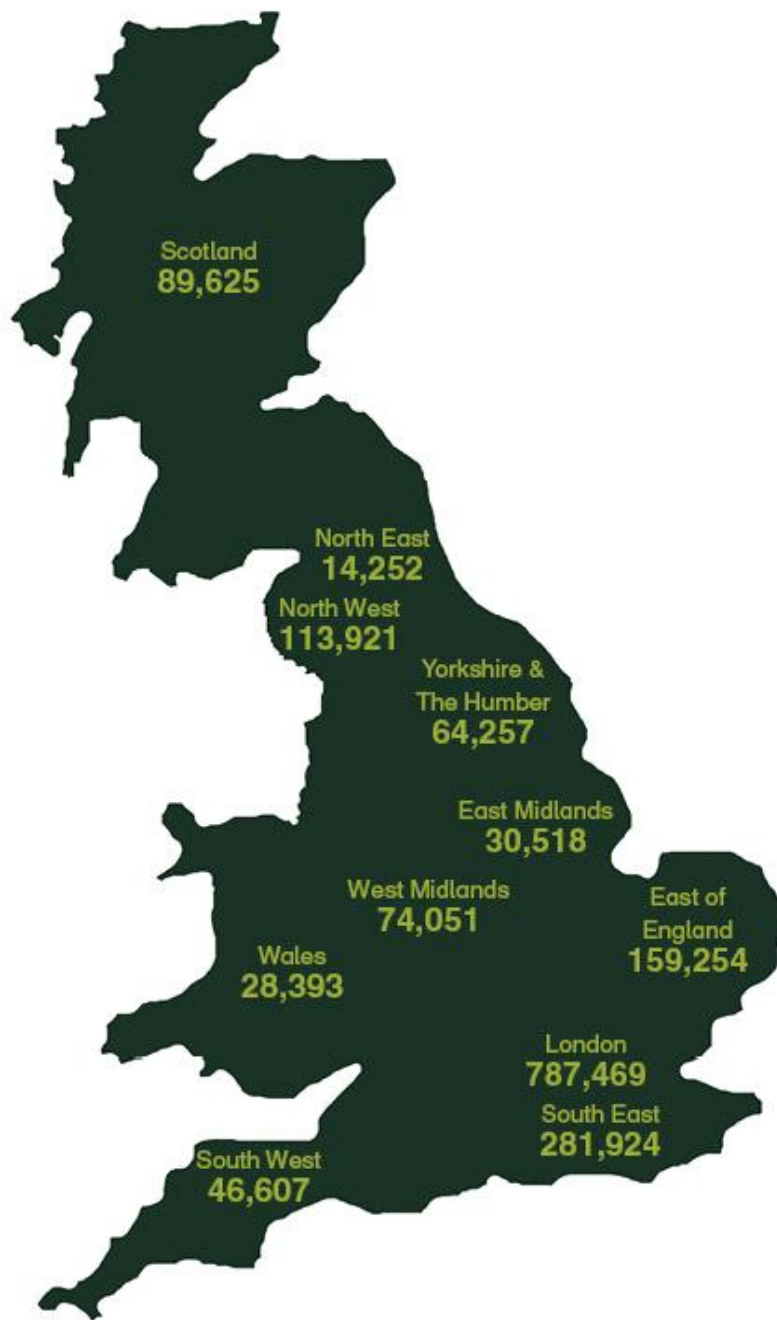 Scotland
89,625
North East
14,252
North West
113,921
Yorkshire &
The Humber
64,257
East Midlands
30,518
West Midlands
74,051
East of
England
159,254
Wales
28,393
London
787,469
South East
281,924
South West
46,607